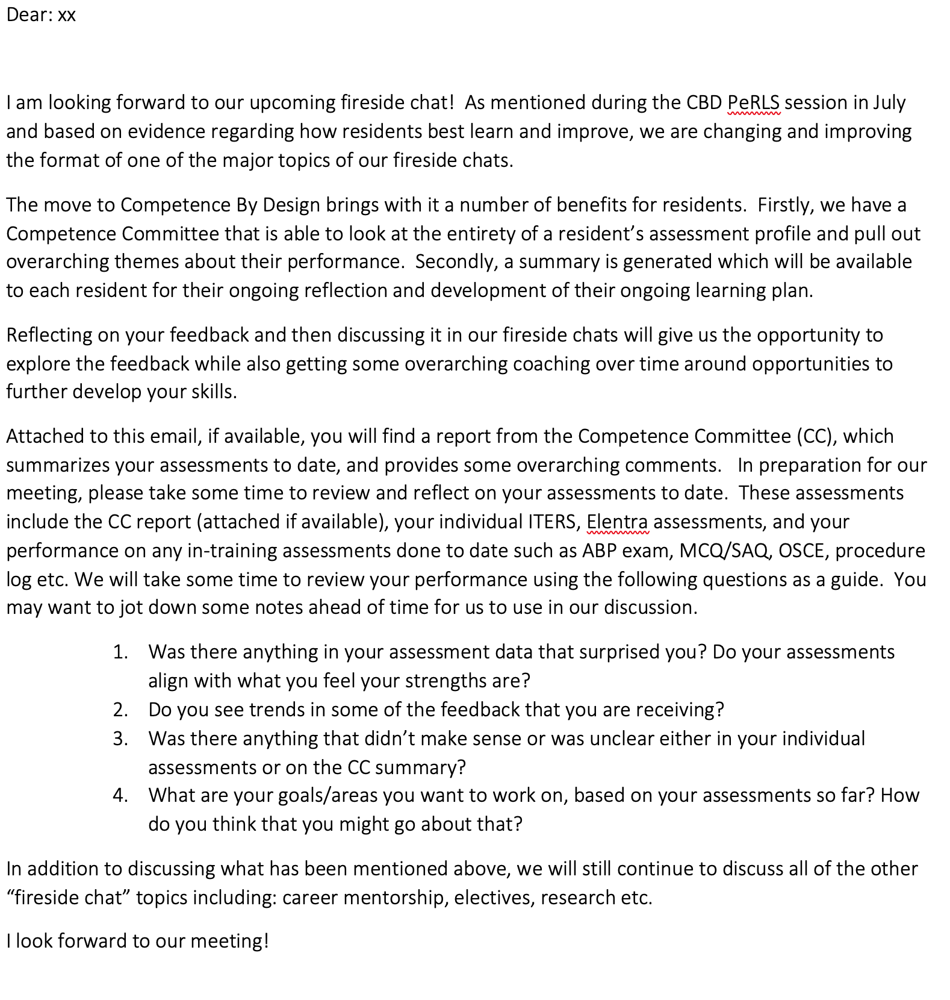 Dear: xx
I am looking forward to our upcoming fireside chat!  As mentioned during the CBD PeRLS session in July
and based on evidence regarding how residents best learn and improve, we are changing and improving
the format of one of the major topics of our fireside chats.
The move to Competence By Design brings with it a number of benefits for residents.  Firstly, we have a
Competence Committee that is able to look at the entirety of a resident’s assessment profile and pull out
overarching themes about their performance.  Secondly, a summary is generated which will be available
to each resident for their ongoing reflection and development of their ongoing learning plan.
Reflecting on your feedback and then discussing it in our fireside chats will give us the opportunity to
explore the feedback while also getting some overarching coaching over time around opportunities to
further develop your skills.
Attached to this email, if available, you will find a report from the Competence Committee (CC), which
summarizes your assessments to date, and provides some overarching comments.   In preparation for our
meeting, please take some time to review and reflect on your assessments to date.  These assessments
include the CC report (attached if available), your individual ITERS, Elentra assessments, and your
performance on any in-training assessments done to date such as ABP exam, MCQ/SAQ, OSCE, procedure
log etc. We will take some time to review your performance using the following questions as a guide.  You
may want to jot down some notes ahead of time for us to use in our discussion.
1. Was there anything in your assessment data that surprised you? Do your assessments
align with what you feel your strengths are?
2. Do you see trends in some of the feedback that you are receiving?
3. Was there anything that didn’t make sense or was unclear either in your individual
assessments or on the CC summary?
4. What are your goals/areas you want to work on, based on your assessments so far? How
do you think that you might go about that?
In addition to discussing what has been mentioned above, we will still continue to discuss all of the other
“fireside chat” topics including: career mentorship, electives, research etc.
I look forward to our meeting!